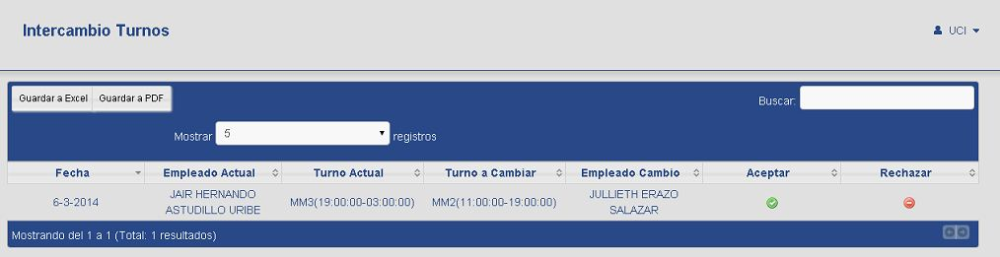 Intercambio Turnos
UCI
Guardar a Excel Guardar a PDF
Buscar:
Mostrar 5 registros
Fecha Empleado Actual Turno Actual Turno a Cambiar Empleado Cambio Aceptar Rechazar
6-3-2014 JAIR HERNANDO ASTUDILLO URIBE MM3(19:00:00-03:00:00) MM2(11:00:00-19:00:00) JULLIETH ERAZO SALAZAR
Mostrando del 1 a 1 (Total: 1 resultados)